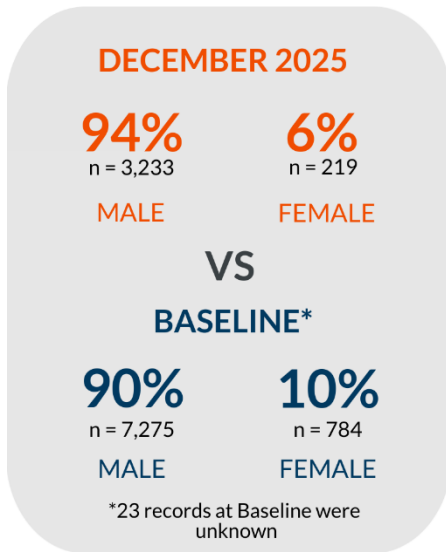 DECEMBER 2025
94% 6%
n = 3,233 n = 219
MALE FEMALE
VS
BASELINE*
90% 10%
n = 7,275 n = 784
MALE FEMALE
*23 records at Baseline were
unknown